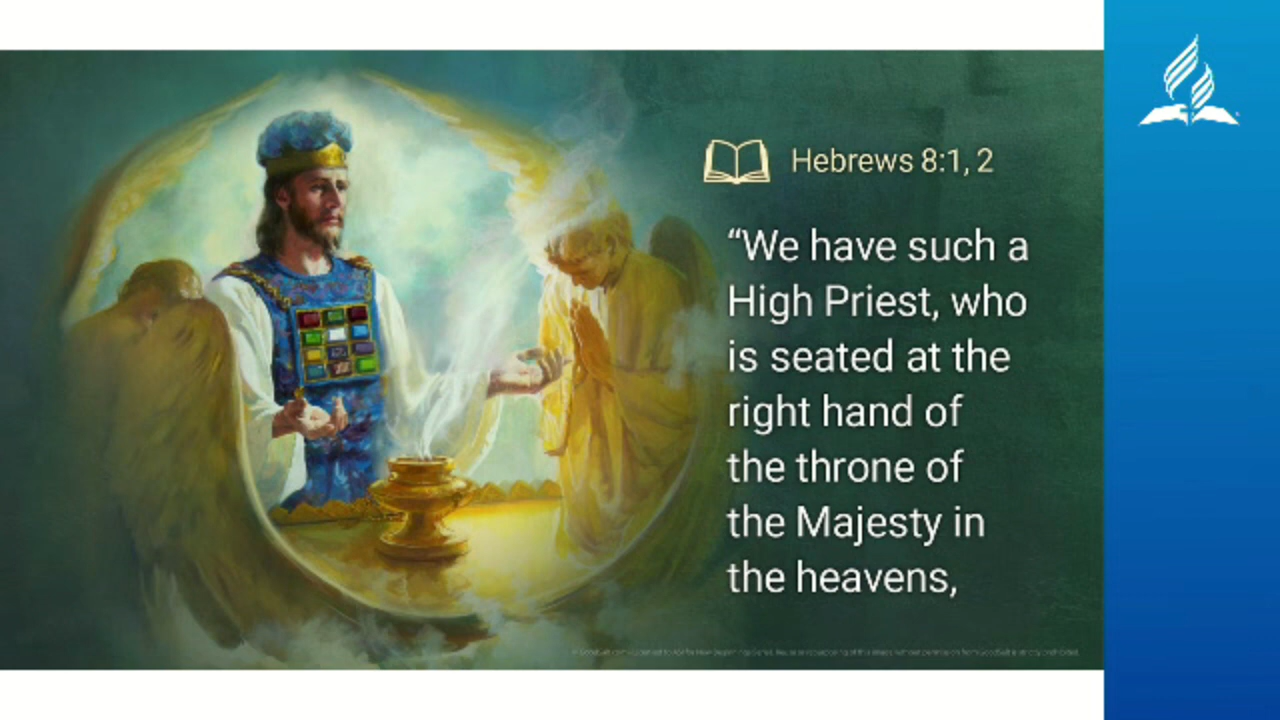 Hebrews 8:1, 2
“We have such a
High Priest, who
is seated at the
right hand of
the throne of
the Majesty in
the heavens,